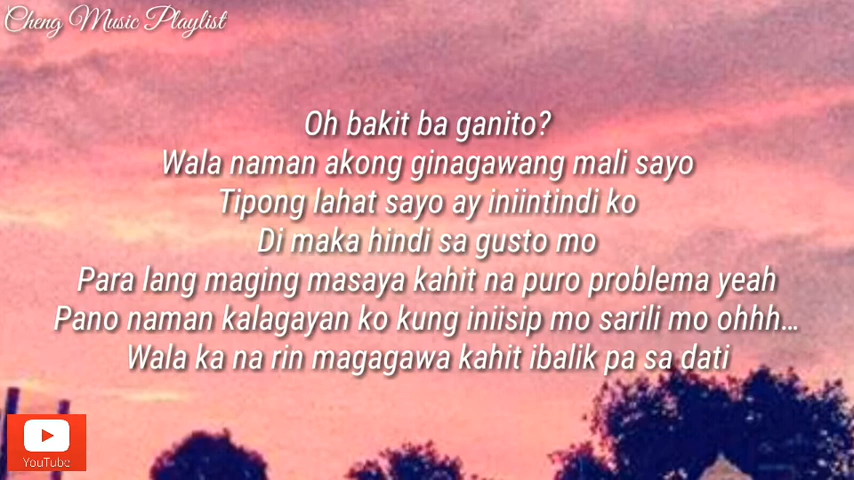 Cheng Music Playlist
Oh bakit ba ganito?
Wala naman akong ginagawang mali sayo
Tipong lahat sayo ay iniintindi ko
Di maka hindi sa gusto mo
Para lang maging masaya kahit na puro problema yeah
Pano naman kalagayan ko kung iniisip mo sarili mo ohhh...
Wala ka na rin magagawa kahit ibalik pa sa dati
YouTube